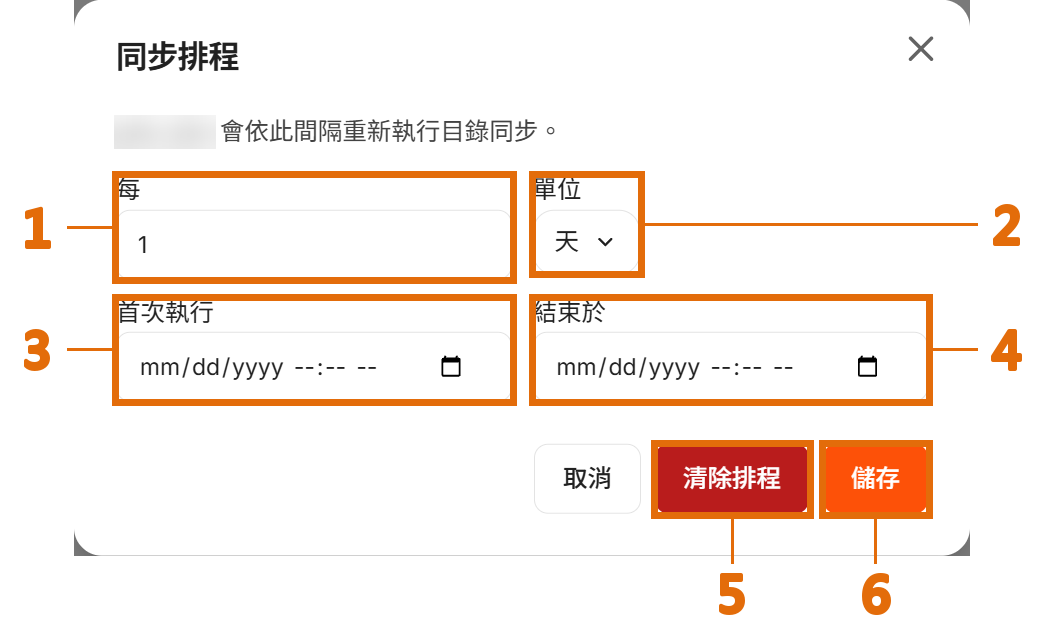 同步排程
會依此間隔重新執行目錄同步。
每
單位
1
1
天
2
首次執行
結束於
3
mm/dd/yyyy --:-- --
mm/dd/yyyy --:-- --
4
取消
清除排程
儲存
5
6